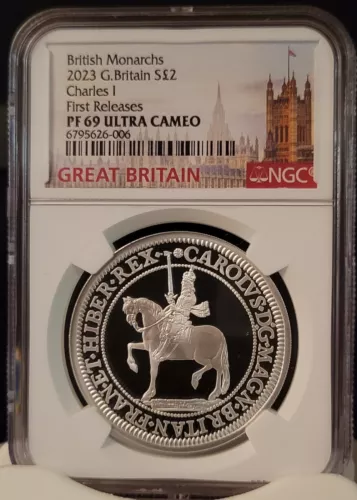 British Monarchs
2023 G.Britain S£2
Charles I
First Releases
PF 69 ULTRA CAMEO
6795626-006
GREAT BRITAIN
NGC
CAROLVS·DG·MAGN·BRITAN·FRAN·ET·HIBER·REX·